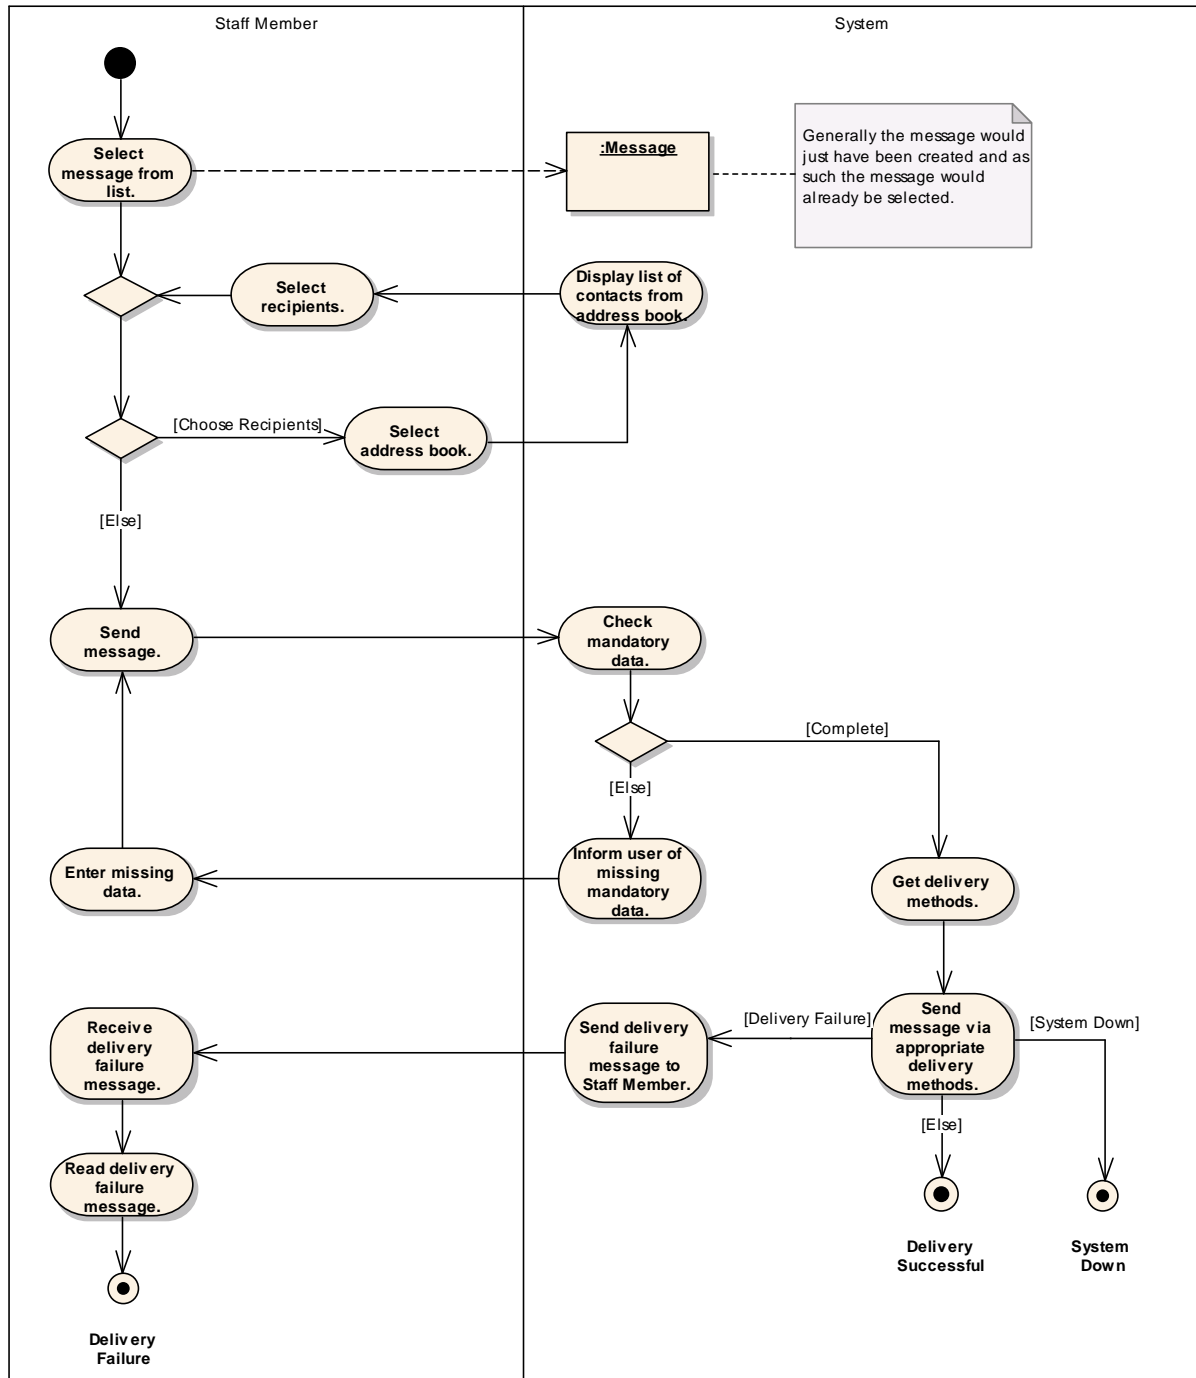 Staff Member
System
Select
message from
list.
:Message
Generally the message would
just have been created and as
such the message would
already be selected.
Select
recipients.
Display list of
contacts from
address book.
[Choose Recipients]
Select
address book.
[Else]
Send
message.
Check
mandatory
data.
[Complete]
[Else]
Enter missing
data.
Inform user of
missing
mandatory
data.
Get delivery
methods.
Receive
delivery
failure
message.
Send delivery
failure
message to
Staff Member.
[Delivery Failure]
Send
message via
appropriate
delivery
methods.
[System Down]
[Else]
Read delivery
failure
message.
Delivery
Successful
System
Down
Delivery
Failure